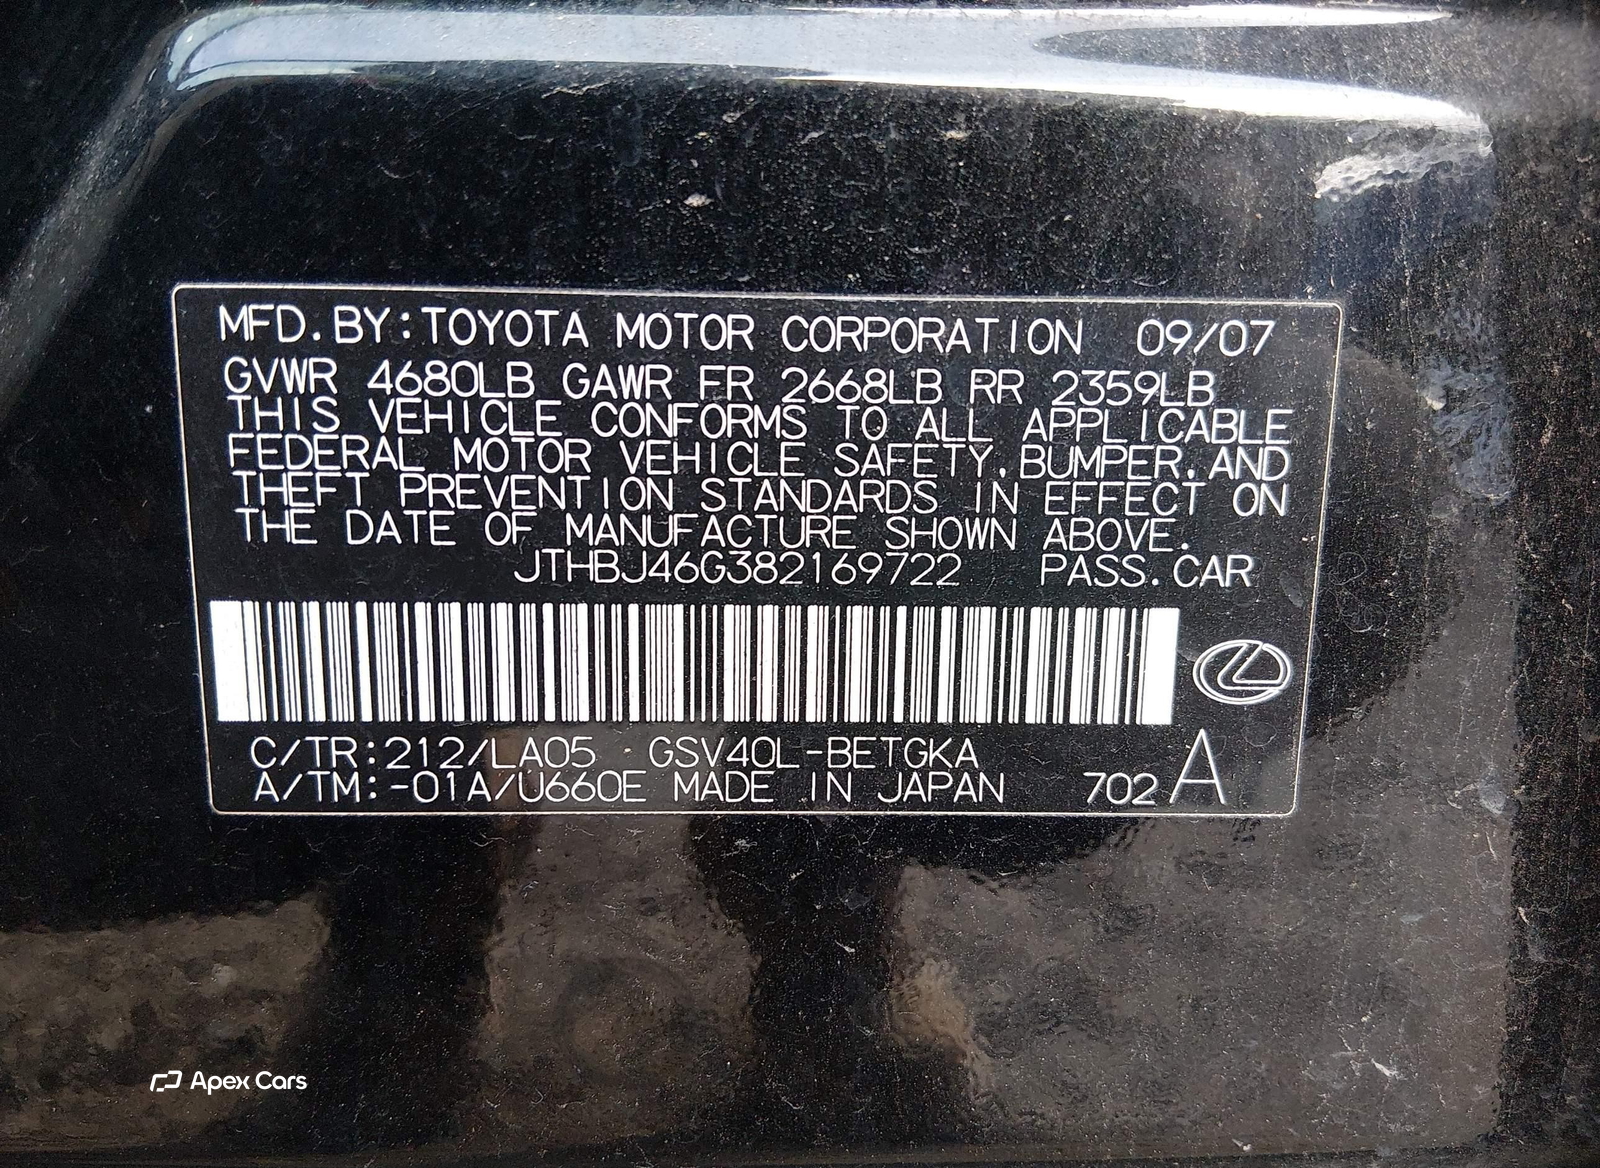 MFD.BY:TOYOTA MOTOR CORPORATION 09/07
GVWR 4680LB GAWR FR 2668LB RR 2359LB
THIS VEHICLE CONFORMS TO ALL APPLICABLE
FEDERAL MOTOR VEHICLE SAFETY, BUMPER, AND
THEFT PREVENTION STANDARDS IN EFFECT ON
THE DATE OF MANUFACTURE SHOWN ABOVE.
JTHBJ46G382169722 PASS.CAR
C/TR:212/LA05 GSV40L-BETGKA
A/TM:-01A/U660E MADE IN JAPAN 702 A
Apex Cars